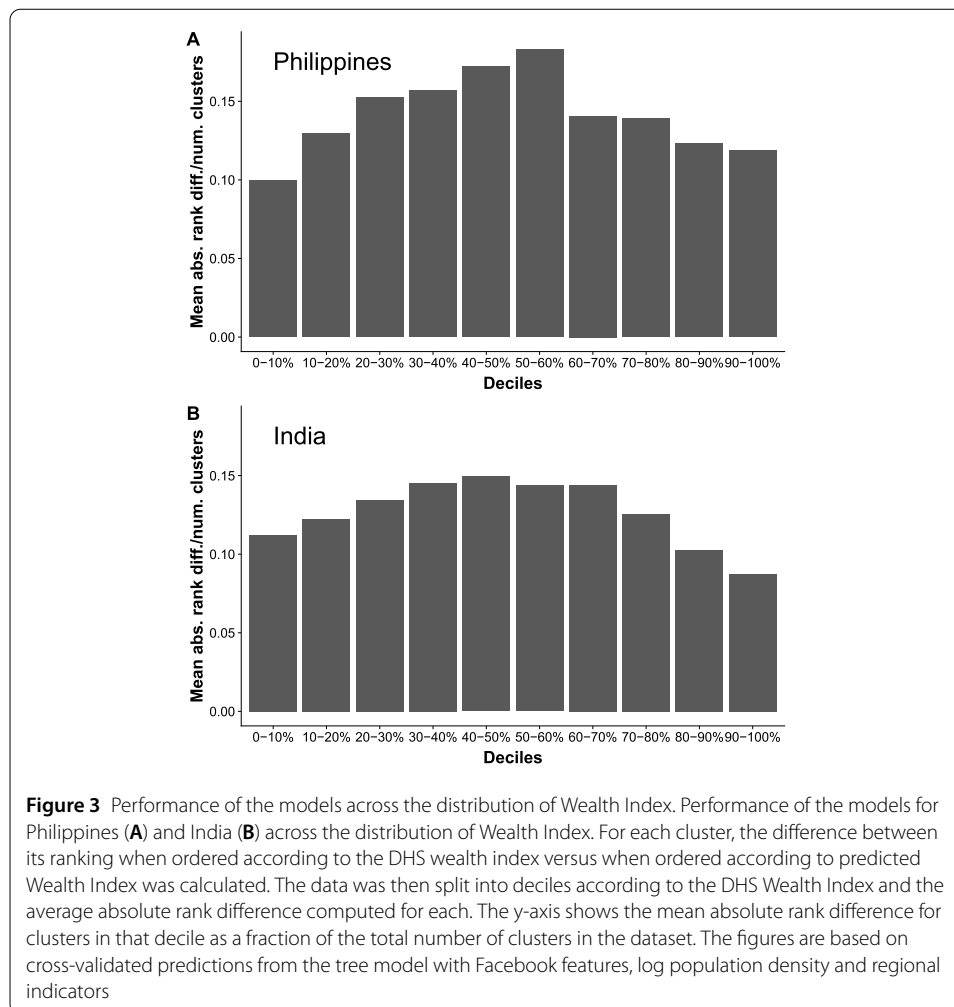 A
Philippines
Mean abs. rank diff./num. clusters
0.15
0.10
0.05
0.00
0−10% 10−20% 20−30% 30−40% 40−50% 50−60% 60−70% 70−80% 80−90% 90−100%
Deciles
B
India
Mean abs. rank diff./num. clusters
0.15
0.10
0.05
0.00
0−10% 10−20% 20−30% 30−40% 40−50% 50−60% 60−70% 70−80% 80−90% 90−100%
Deciles
Figure 3 Performance of the models across the distribution of Wealth Index. Performance of the models for
Philippines (A) and India (B) across the distribution of Wealth Index. For each cluster, the difference between
its ranking when ordered according to the DHS wealth index versus when ordered according to predicted
Wealth Index was calculated. The data was then split into deciles according to the DHS Wealth Index and the
average absolute rank difference computed for each. The y-axis shows the mean absolute rank difference for
clusters in that decile as a fraction of the total number of clusters in the dataset. The figures are based on
cross-validated predictions from the tree model with Facebook features, log population density and regional
indicators